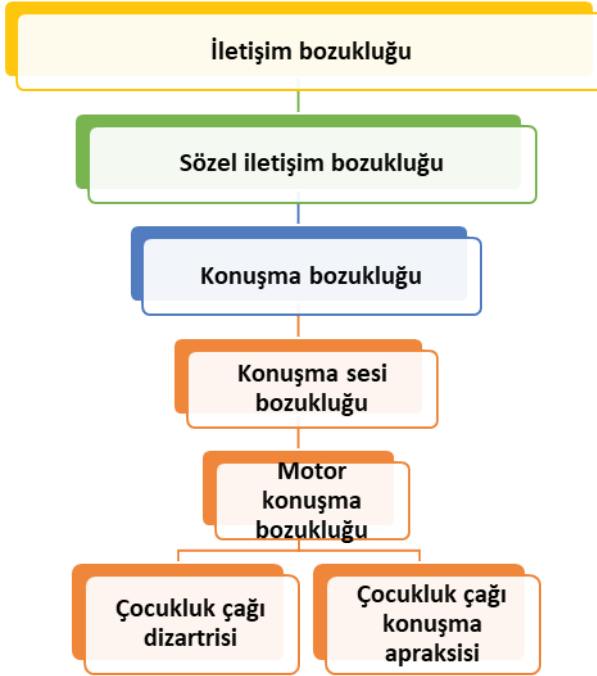 İletişim bozukluğu
Sözel iletişim bozukluğu
Konuşma bozukluğu
Konuşma sesi
bozukluğu
Motor
konuşma
bozukluğu
Çocukluk çağı
dizartrisi
Çocukluk çağı
konuşma
apraksisi